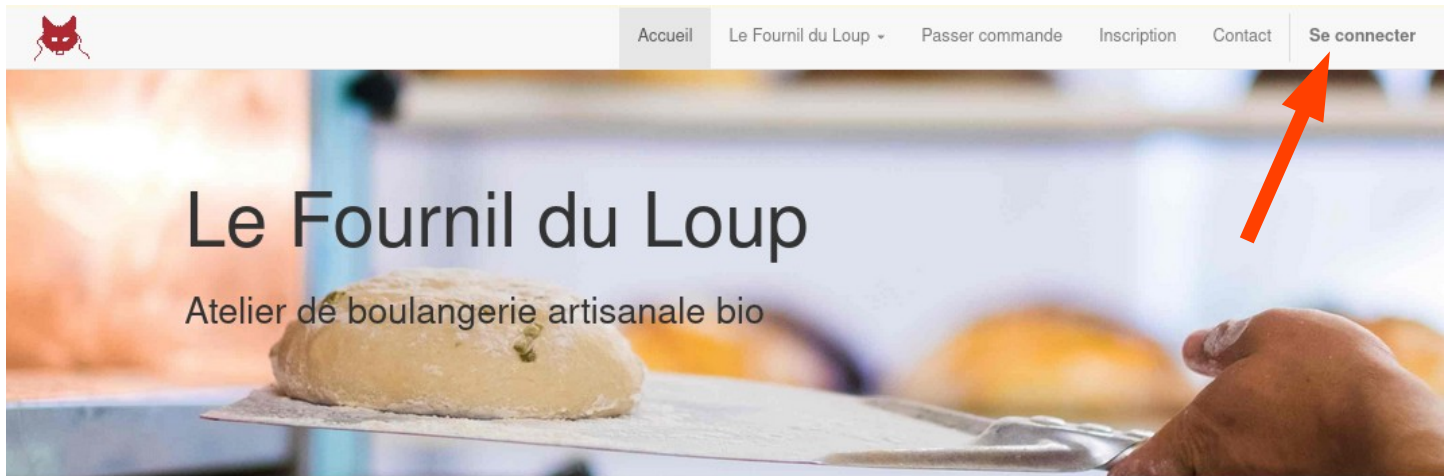 Accueil Le Fournil du Loup Passer commande Inscription Contact Se connecter
Le Fournil du Loup
Atelier de boulangerie artisanale bio